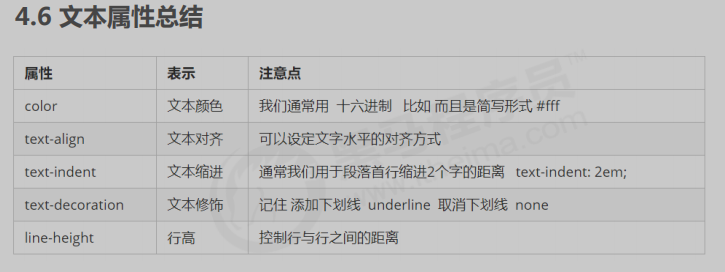 4.6 文本属性总结
属性 表示 注意点
color 文本颜色 我们通常用 十六进制 比如 而且是简写形式 #fff
text-align 文本对齐 可以设定文字水平的对齐方式
text-indent 文本缩进 通常我们用于段落首行缩进2个字的距离 text-indent: 2em;
text-decoration 文本修饰 记住 添加下划线 underline 取消下划线 none
line-height 行高 控制行与行之间的距离